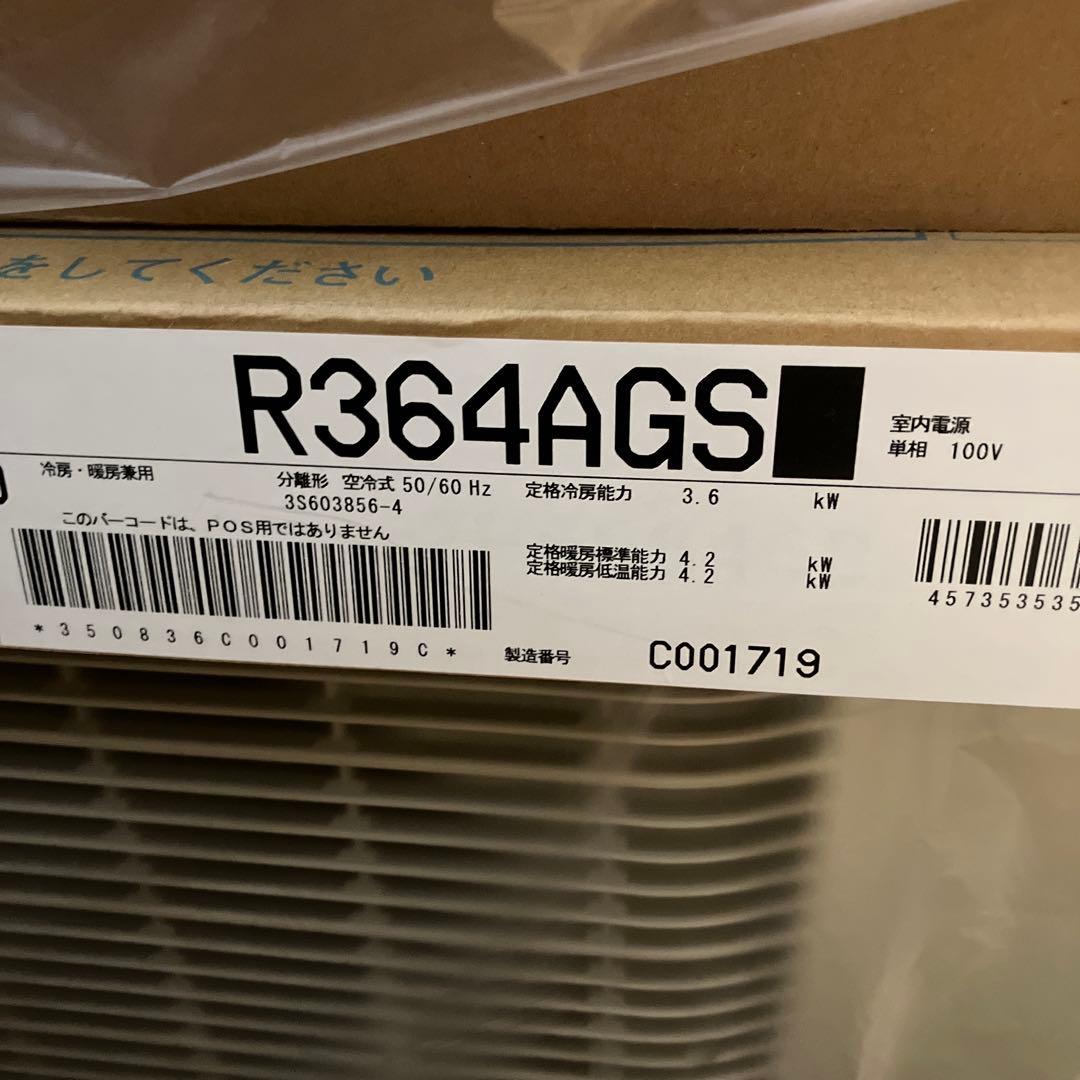 をしてください
R364AGS
室内電源
単相 100V
冷房・暖房兼用
分離形 空冷式 50/60 Hz
3S603856-4
定格冷房能力 3.6 kW
このバーコードは、POS用ではありません
定格暖房標準能力 4.2 kW
定格暖房低温能力 4.2 kW
457353535
*350836C001719C*
製造番号 C001719